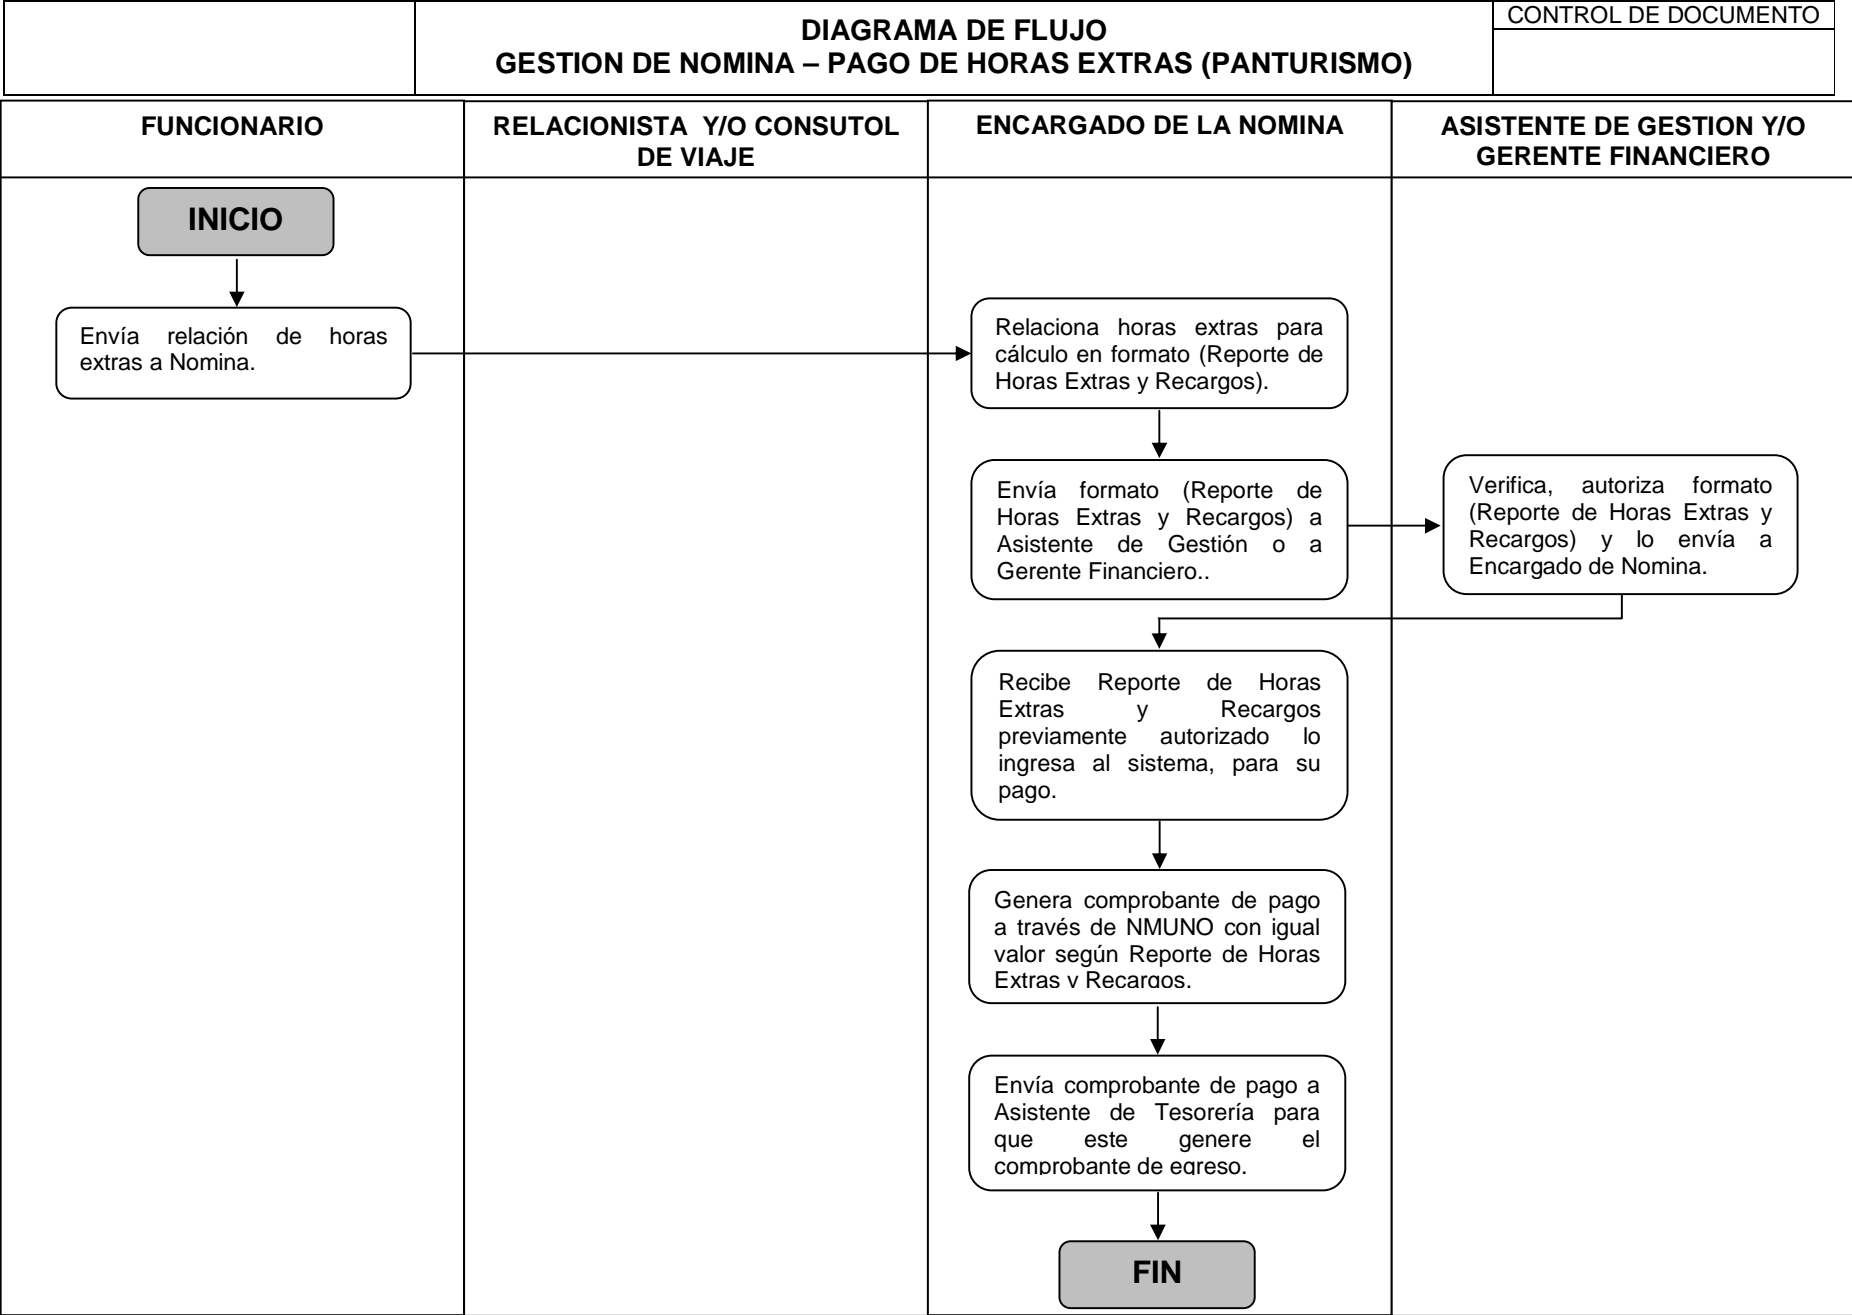 DIAGRAMA DE FLUJO
GESTION DE NOMINA – PAGO DE HORAS EXTRAS (PANTURISMO)
CONTROL DE DOCUMENTO
FUNCIONARIO
RELACIONISTA Y/O CONSUTOL
DE VIAJE
ENCARGADO DE LA NOMINA
ASISTENTE DE GESTION Y/O
GERENTE FINANCIERO
INICIO
Envía relación de horas
extras a Nomina.
Relaciona horas extras para
cálculo en formato (Reporte de
Horas Extras y Recargos).
Envía formato (Reporte de
Horas Extras y Recargos) a
Asistente de Gestión o a
Gerente Financiero..
Verifica, autoriza formato
(Reporte de Horas Extras y
Recargos) y lo envía a
Encargado de Nomina.
Recibe Reporte de Horas
Extras y Recargos
previamente autorizado lo
ingresa al sistema, para su
pago.
Genera comprobante de pago
a través de NMUNO con igual
valor según Reporte de Horas
Extras y Recargos.
Envía comprobante de pago a
Asistente de Tesorería para
que este genere el
comprobante de egreso.
FIN